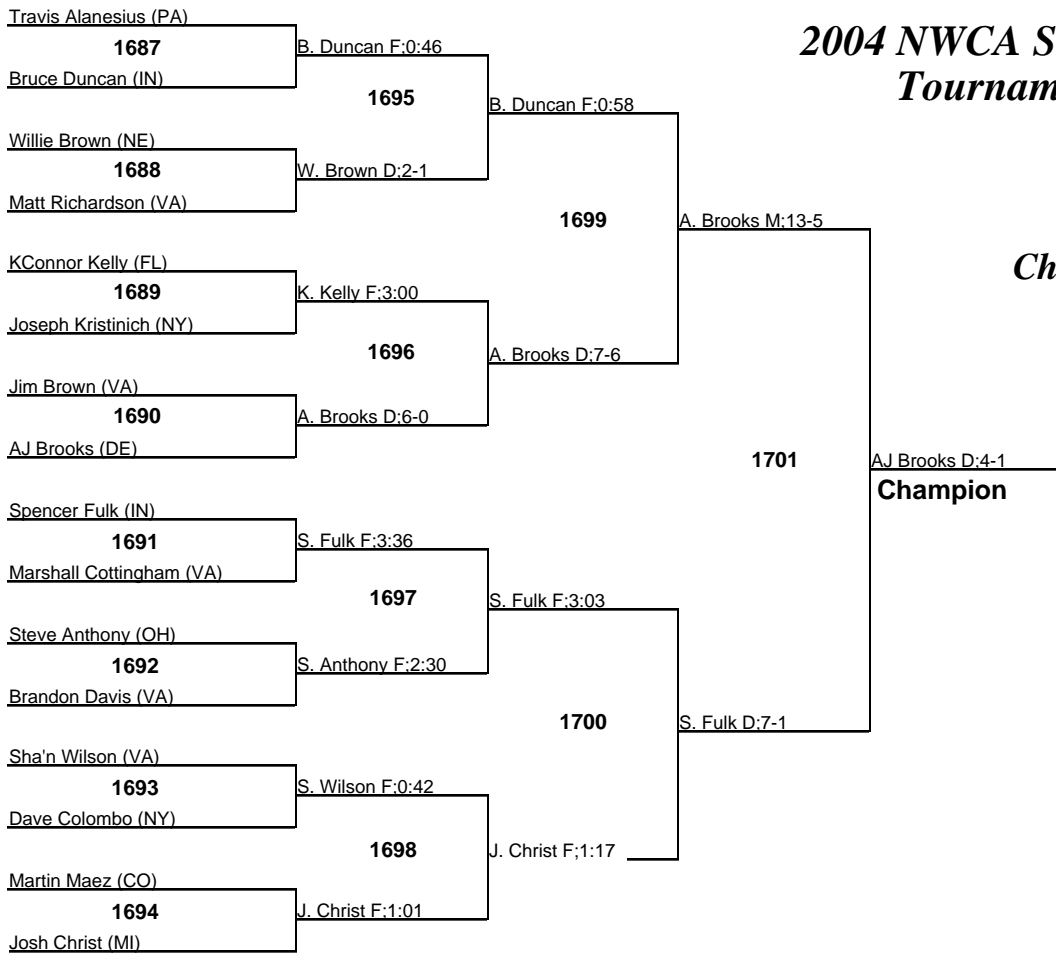 Travis Alanesius (PA)
1687
Bruce Duncan (IN)
B. Duncan F;0:46
1695
Willie Brown (NE)
1688
Matt Richardson (VA)
W. Brown D;2-1
B. Duncan F;0:58
1699
KConnor Kelly (FL)
1689
Joseph Kristinich (NY)
K. Kelly F;3:00
1696
Jim Brown (VA)
1690
AJ Brooks (DE)
A. Brooks D;6-0
A. Brooks D;7-6
A. Brooks M;13-5
1701
Spencer Fulk (IN)
1691
Marshall Cottingham (VA)
S. Fulk F;3:36
1697
Steve Anthony (OH)
1692
Brandon Davis (VA)
S. Anthony F;2:30
S. Fulk F;3:03
1700
Sha'n Wilson (VA)
1693
Dave Colombo (NY)
S. Wilson F;0:42
1698
Martin Maez (CO)
1694
Josh Christ (MI)
J. Christ F;1:01
J. Christ F;1:17
S. Fulk D;7-1
AJ Brooks D;4-1
Champion
2004 NWCA S
Tournam
Ch